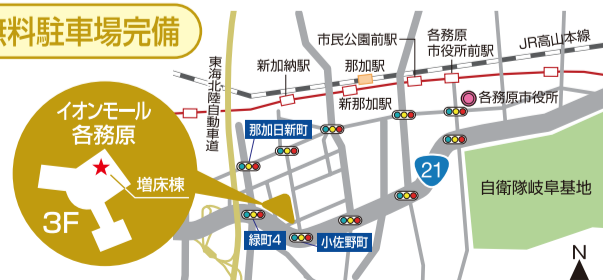 無料駐車場完備
イオンモール
各務原
増床棟
3F
東海北陸自動車道
新加納駅
那加駅
新那加駅
市民公園前駅
各務原
市役所前駅
JR高山本線
各務原市役所
那加日新町
緑町4
小佐野町
21
自衛隊岐阜基地
N